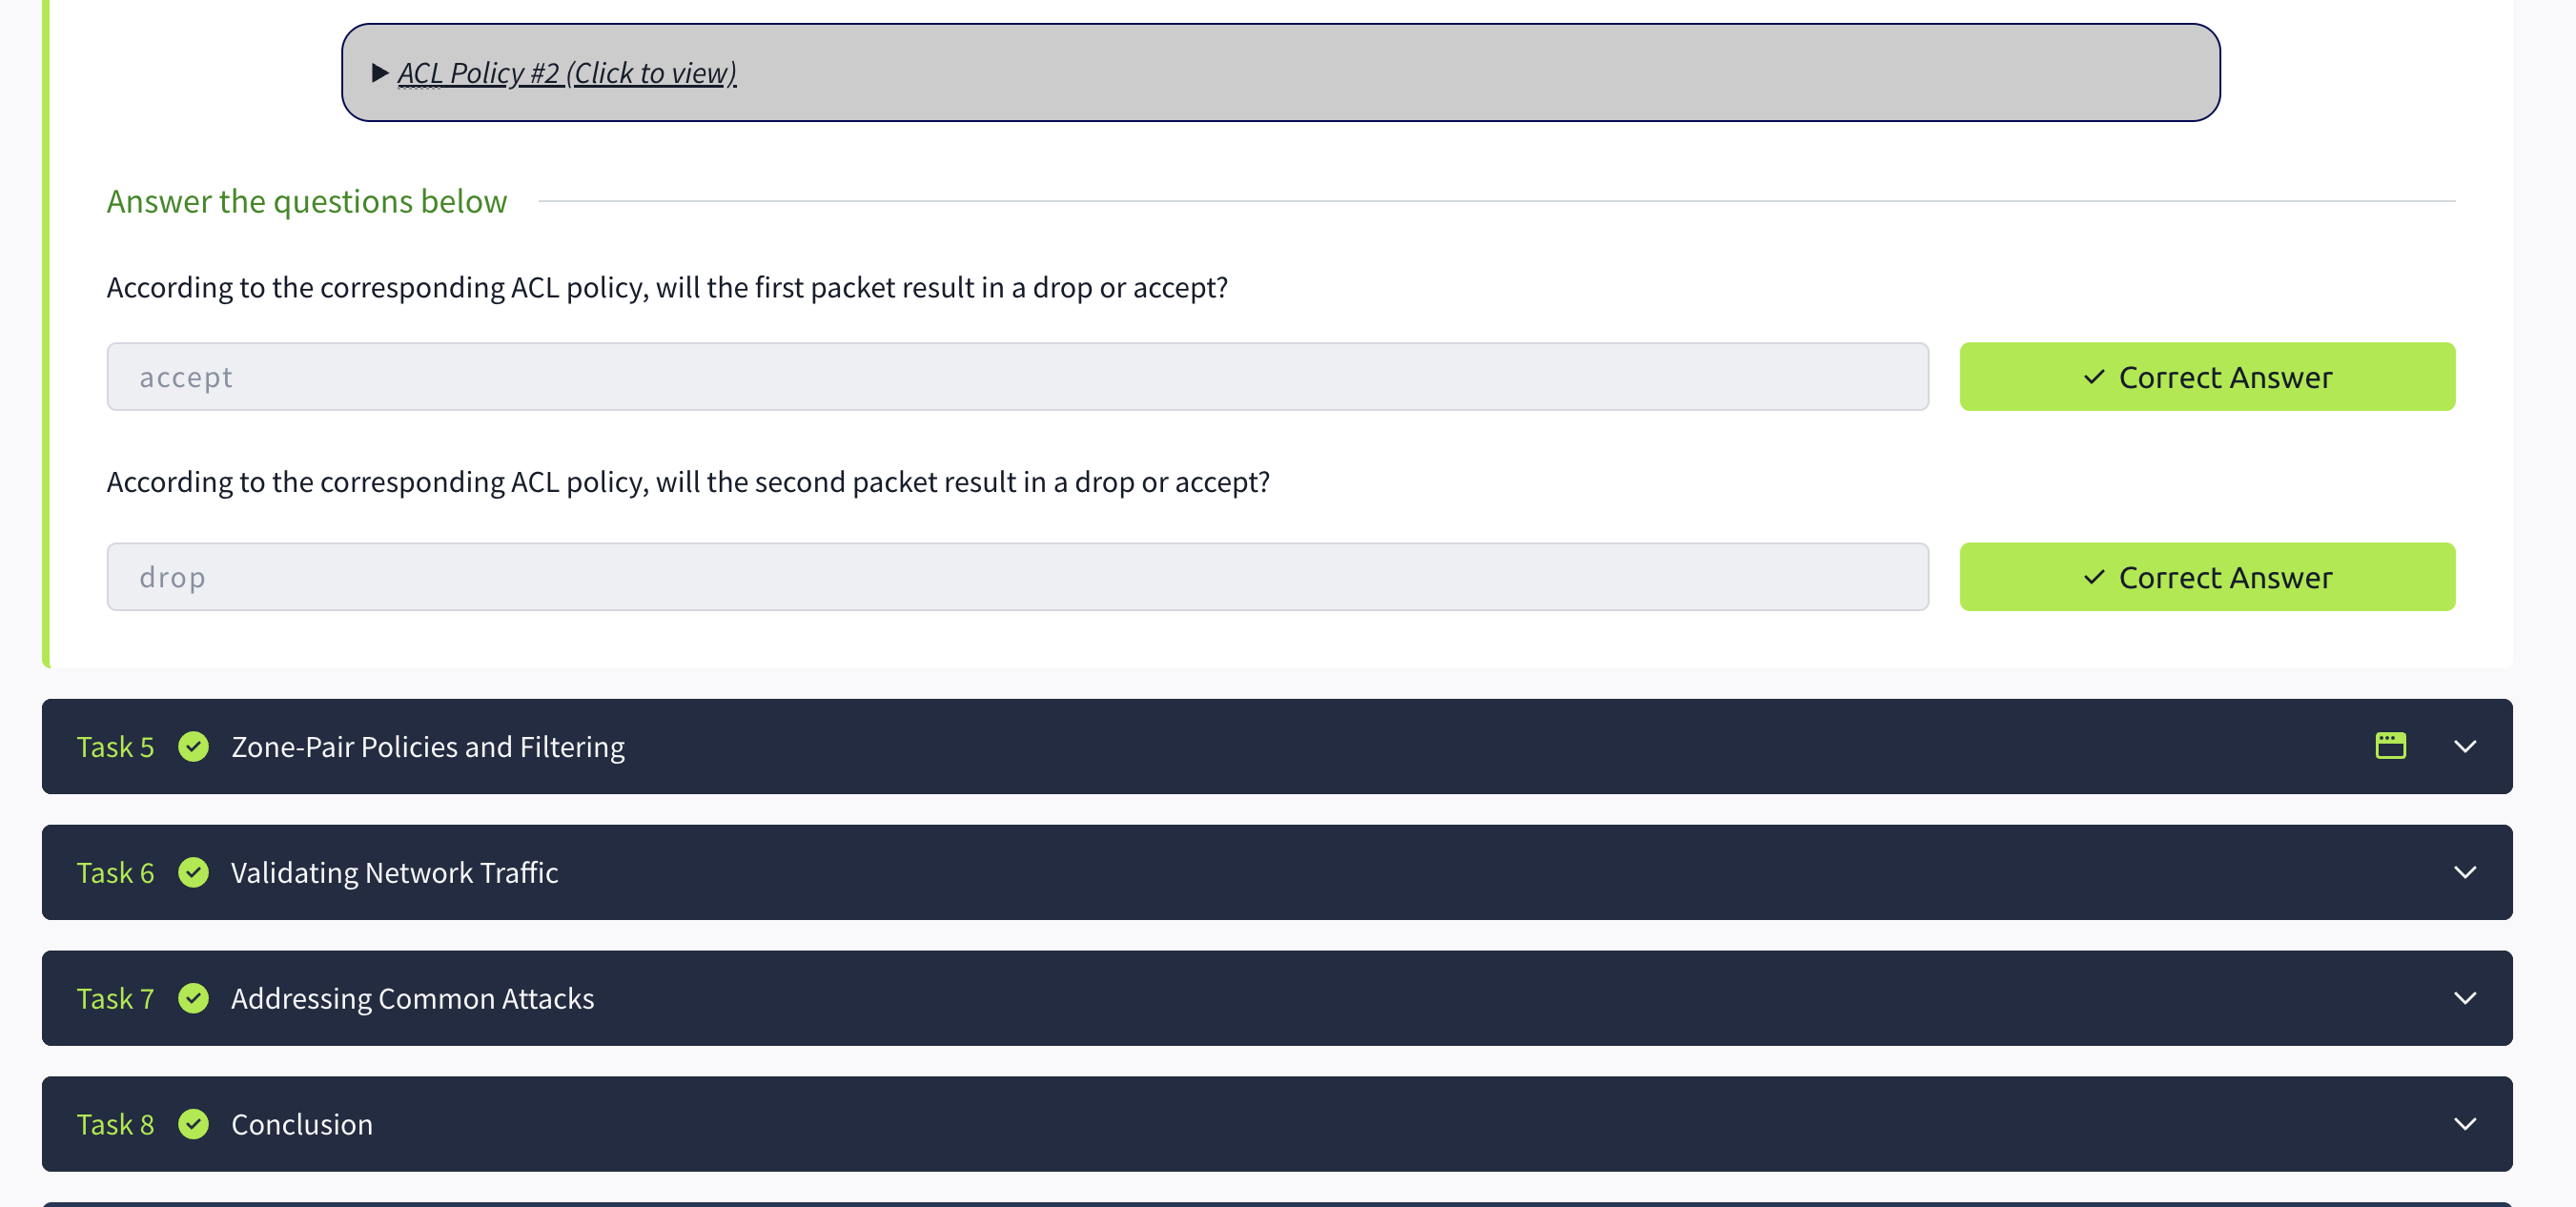 ▶ ACL Policy #2 (Click to view)
Answer the questions below
According to the corresponding ACL policy, will the first packet result in a drop or accept?
accept
✓ Correct Answer
According to the corresponding ACL policy, will the second packet result in a drop or accept?
drop
✓ Correct Answer
Task 5 Zone-Pair Policies and Filtering
Task 6 Validating Network Traffic
Task 7 Addressing Common Attacks
Task 8 Conclusion